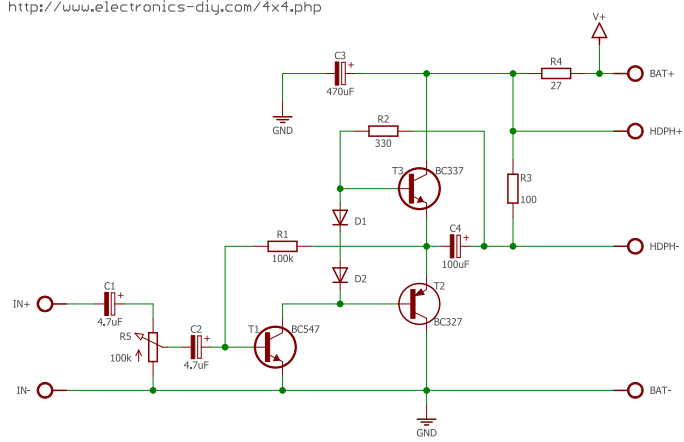 http://www.electronics-diy.com/4x4.php
V+
C3
+
470uF
GND
R4
27
BAT+
R2
330
HDPH+
T3
BC337
R3
100
D1
R1
100k
C4
+
100uF
HDPH-
D2
T2
BC327
C1
+
4.7uF
IN+
R5
100k
C2
+
4.7uF
T1
BC547
IN-
BAT-
GND